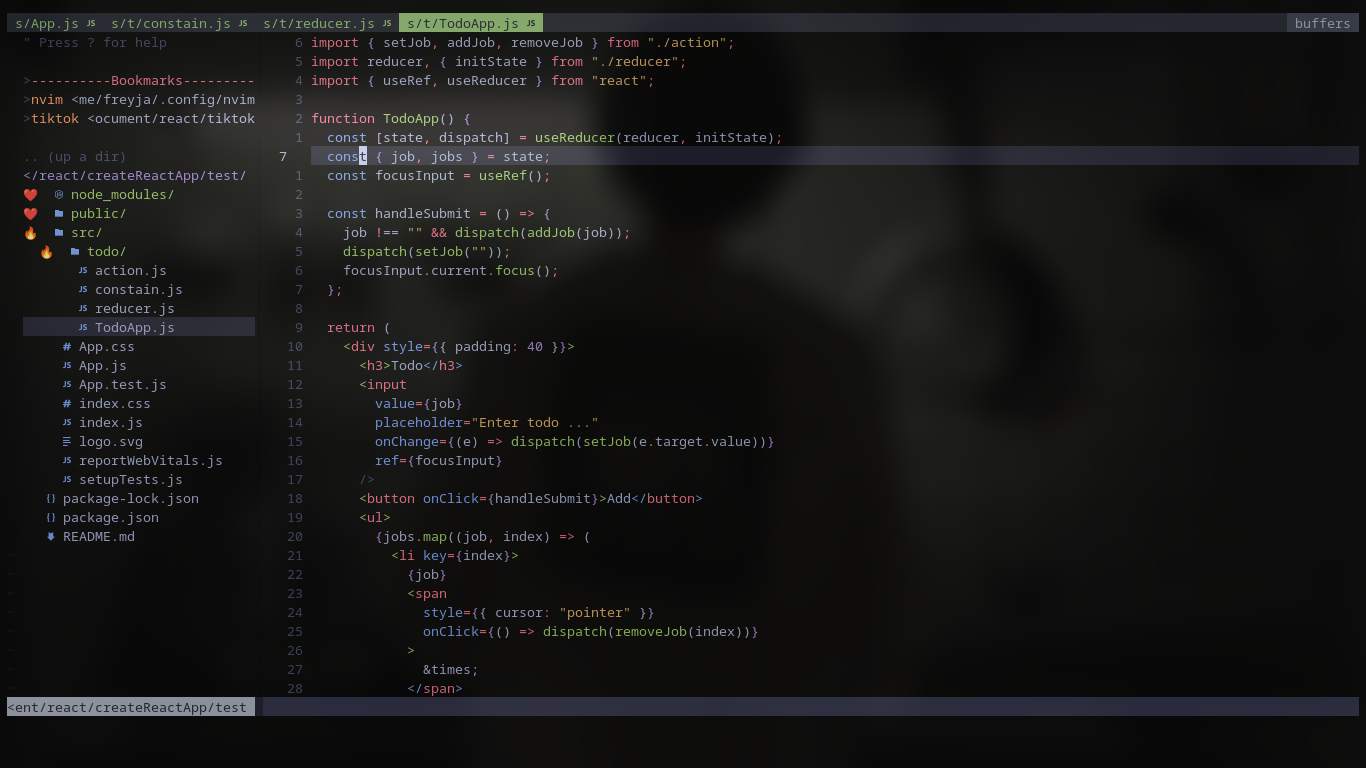 s/App.js JS s/t/constain.js JS s/t/reducer.js JS s/t/TodoApp.js JS buffers
" Press ? for help
>----------Bookmarks---------
>nvim <me/freyja/.config/nvim
>tiktok <ocument/react/tiktok
.. (up a dir)
</react/createReactApp/test/
node_modules/
public/
src/
todo/
JS action.js
JS constain.js
JS reducer.js
JS TodoApp.js
# App.css
JS App.js
JS App.test.js
# index.css
JS index.js
logo.svg
JS reportWebVitals.js
JS setupTests.js
{} package-lock.json
{} package.json
README.md
<ent/react/createReactApp/test
6 import { setJob, addJob, removeJob } from "./action";
5 import reducer, { initState } from "./reducer";
4 import { useRef, useReducer } from "react";
3
2 function TodoApp() {
1   const [state, dispatch] = useReducer(reducer, initState);
7   const { job, jobs } = state;
1   const focusInput = useRef();
2
3   const handleSubmit = () => {
4     job !== "" && dispatch(addJob(job));
5     dispatch(setJob(""));
6     focusInput.current.focus();
7   };
8
9   return (
10     <div style={{ padding: 40 }}>
11       <h3>Todo</h3>
12       <input
13         value={job}
14         placeholder="Enter todo ..."
15         onChange={(e) => dispatch(setJob(e.target.value))}
16         ref={focusInput}
17       />
18       <button onClick={handleSubmit}>Add</button>
19       <ul>
20         {jobs.map((job, index) => (
21           <li key={index}>
22             {job}
23             <span
24               style={{ cursor: "pointer" }}
25               onClick={() => dispatch(removeJob(index))}
26             >
27               &times;
28             </span>